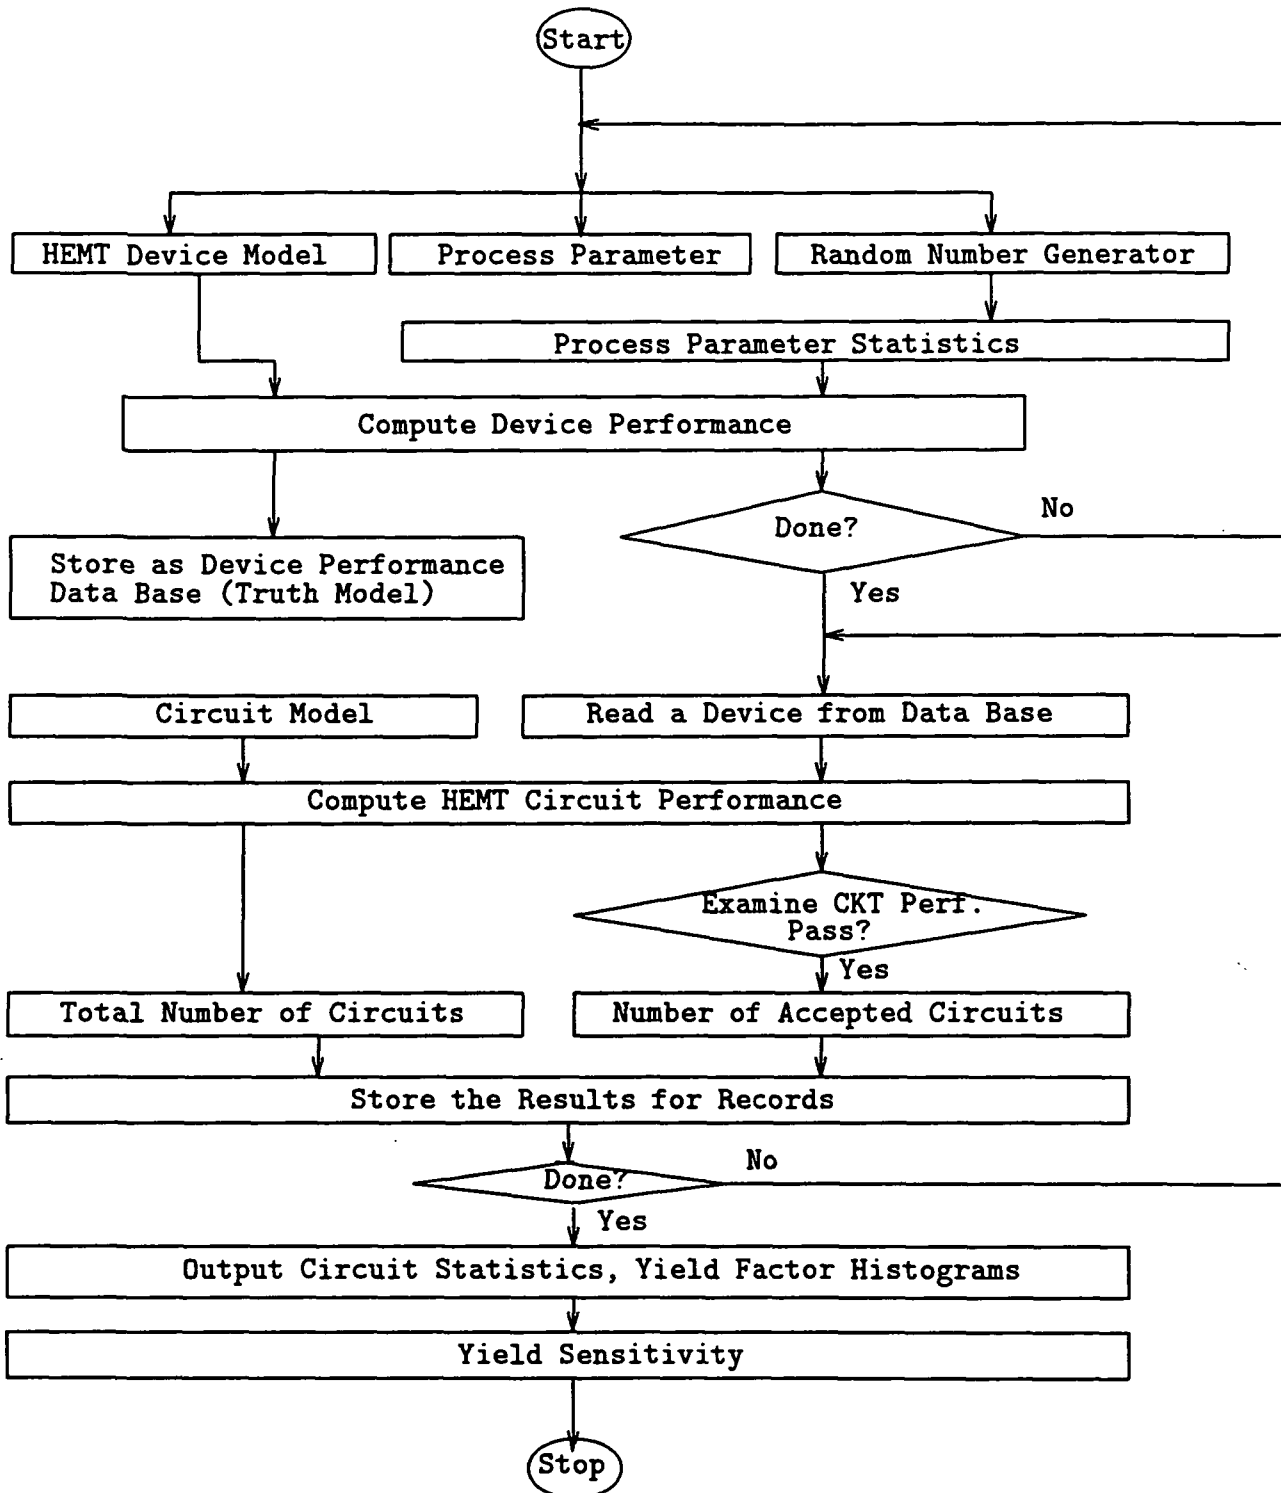 Start
HEMT Device Model
Process Parameter
Random Number Generator
Process Parameter Statistics
Compute Device Performance
Done?
No
Store as Device Performance
Data Base (Truth Model)
Yes
Circuit Model
Read a Device from Data Base
Compute HEMT Circuit Performance
Examine CKT Perf.
Pass?
Yes
Total Number of Circuits
Number of Accepted Circuits
Store the Results for Records
No
Done?
Yes
Output Circuit Statistics, Yield Factor Histograms
Yield Sensitivity
Stop